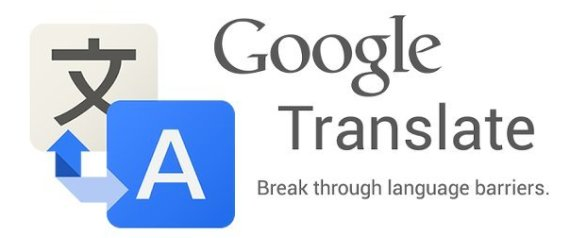 文
A
Google
Translate
Break through language barriers.